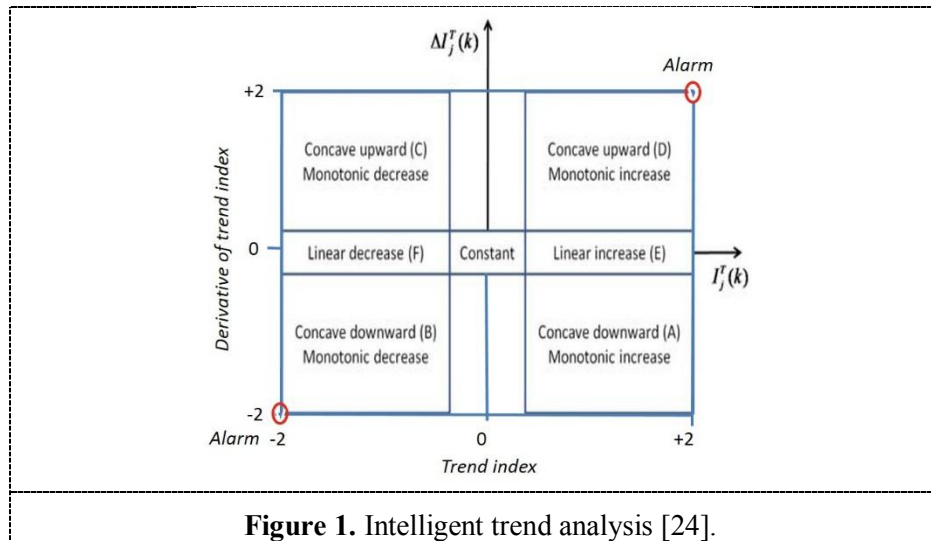 ΔI_j^T(k)
Alarm
+2
Concave upward (C)
Monotonic decrease
Concave upward (D)
Monotonic increase
Derivative of trend index
0
Linear decrease (F)
Constant
Linear increase (E)
I_j^T(k)
Concave downward (B)
Monotonic decrease
Concave downward (A)
Monotonic increase
-2
Alarm -2
0
+2
Trend index
Figure 1. Intelligent trend analysis [24].